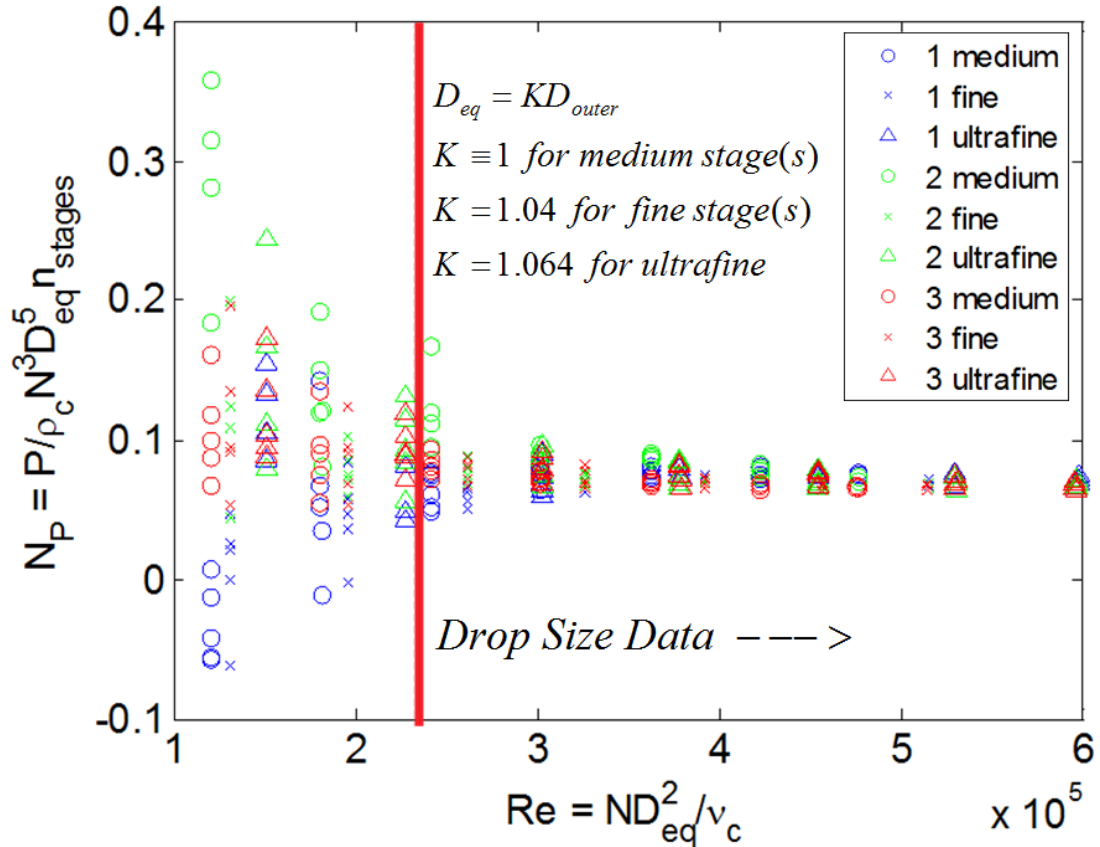 0.4
0.3
0.2
0.1
0
-0.1
N_P = P/ρ_c N^3 D_eq^5 n_stages
D_eq = KD_outer
K ≡ 1 for medium stage(s)
K = 1.04 for fine stage(s)
K = 1.064 for ultrafine
1 medium
1 fine
1 ultrafine
2 medium
2 fine
2 ultrafine
3 medium
3 fine
3 ultrafine
Drop Size Data --->
1 2 3 4 5 6
Re = ND_eq^2/ν_c
x 10^5